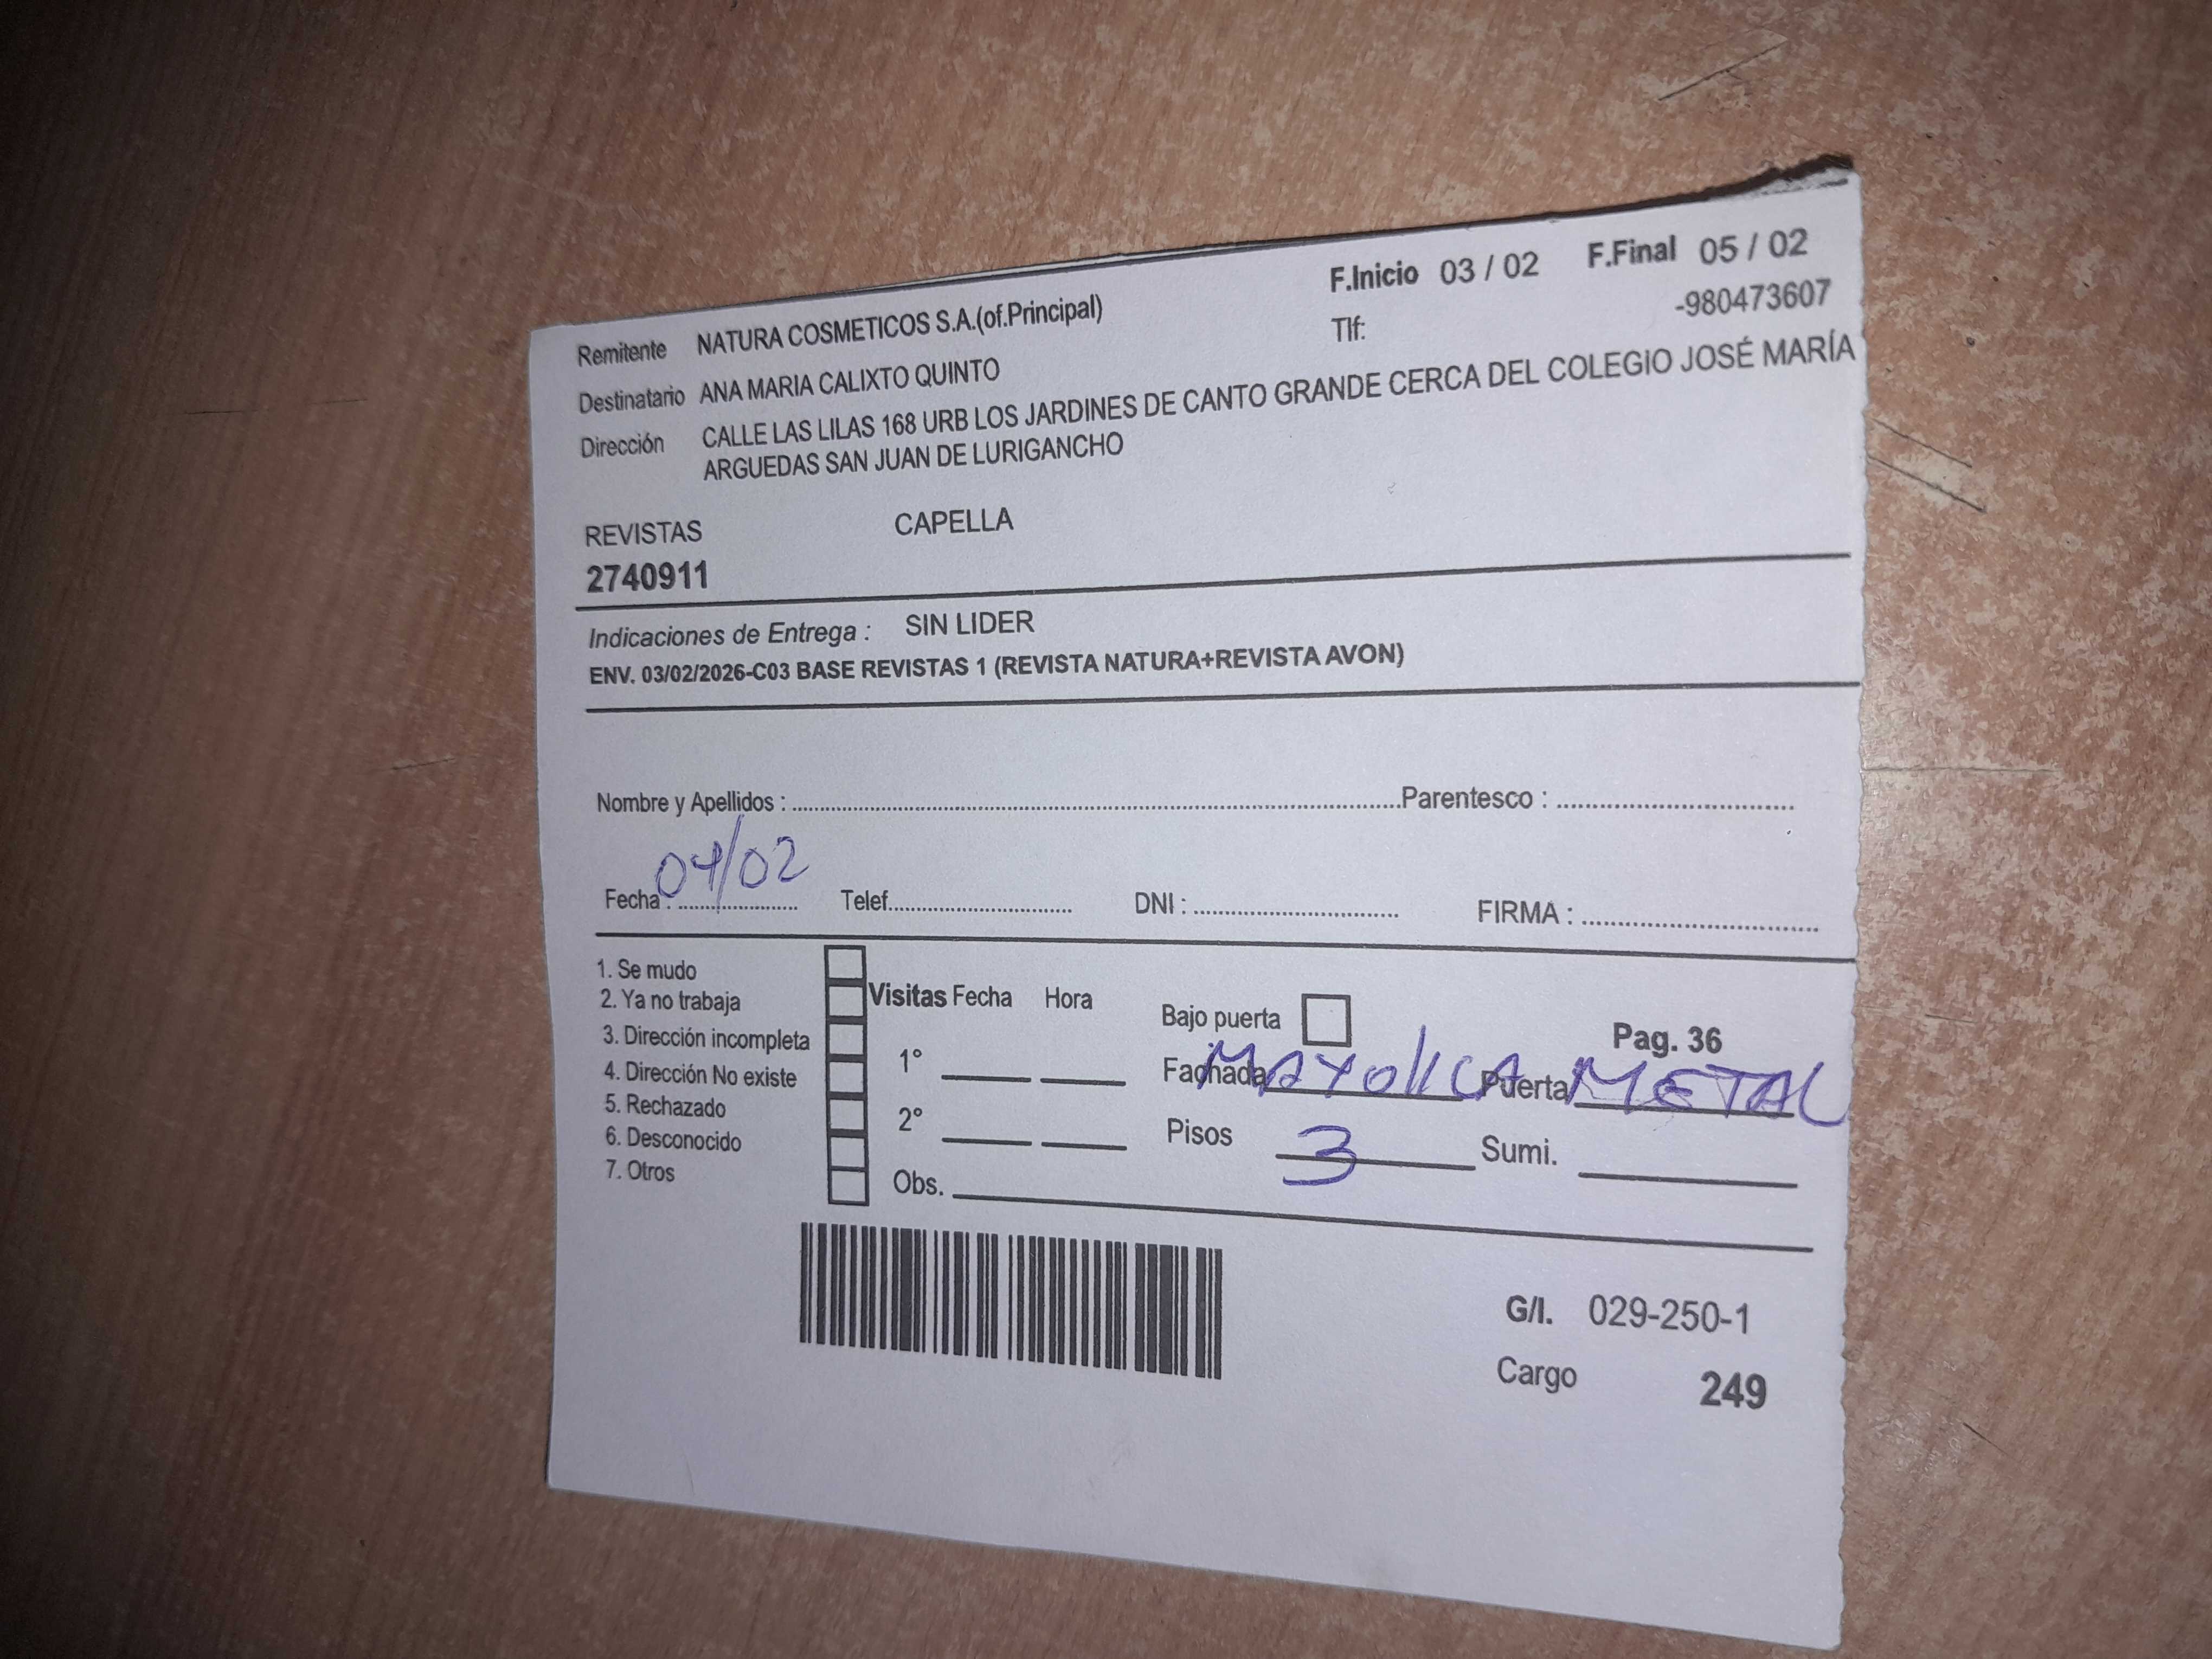 F.Inicio 03 / 02 F.Final 05 / 02
Remitente NATURA COSMETICOS S.A.(of.Principal) Tlf: -980473607
Destinatario ANA MARIA CALIXTO QUINTO
Dirección CALLE LAS LILAS 168 URB LOS JARDINES DE CANTO GRANDE CERCA DEL COLEGIO JOSÉ MARÍA
ARGUEDAS SAN JUAN DE LURIGANCHO
REVISTAS CAPELLA
2740911
Indicaciones de Entrega : SIN LIDER
ENV. 03/02/2026-C03 BASE REVISTAS 1 (REVISTA NATURA+REVISTA AVON)
Nombre y Apellidos : Parentesco :
Fecha : 04/02 Telef. DNI : FIRMA :
1. Se mudo
2. Ya no trabaja
3. Dirección incompleta
4. Dirección No existe
5. Rechazado
6. Desconocido
7. Otros
Visitas Fecha Hora
1°
2°
Obs.
Bajo puerta Pag. 36
Fachada MAYOlICA Puerta METAL
Pisos 3 Sumi.
G/I. 029-250-1
Cargo 249